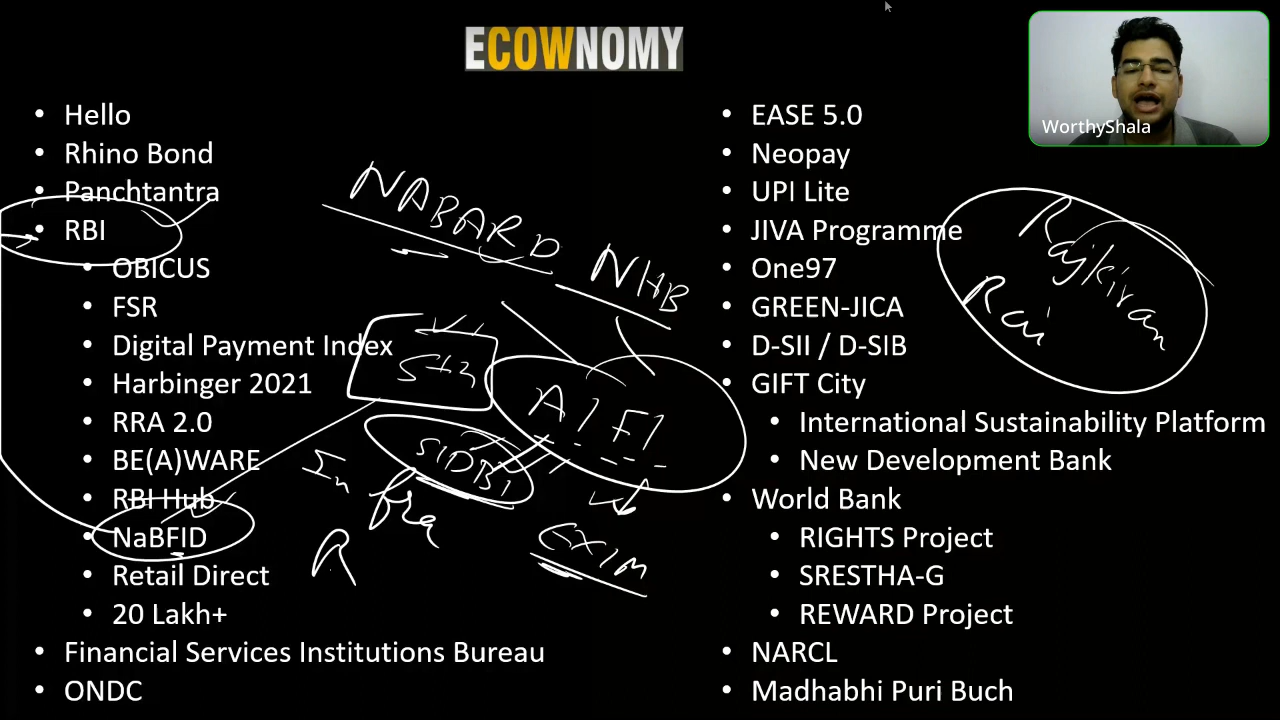 ECOWNOMY
WorthyShala
• Hello
• Rhino Bond
• Panchtantra
• RBI
• OBICUS
• FSR
• Digital Payment Index
• Harbinger 2021
• RRA 2.0
• BE(A)WARE
• RBI Hub
• NaBFID
• Retail Direct
• 20 Lakh+
• Financial Services Institutions Bureau
• ONDC
NABARD
NHB
5th
AIFI
SIDBI
Infra
EXIM
R
• EASE 5.0
• Neopay
• UPI Lite
• JIVA Programme
• One97
• GREEN-JICA
• D-SII / D-SIB
• GIFT City
• International Sustainability Platform
• New Development Bank
• World Bank
• RIGHTS Project
• SRESTHA-G
• REWARD Project
• NARCL
• Madhabhi Puri Buch
Rajkiran
Rai